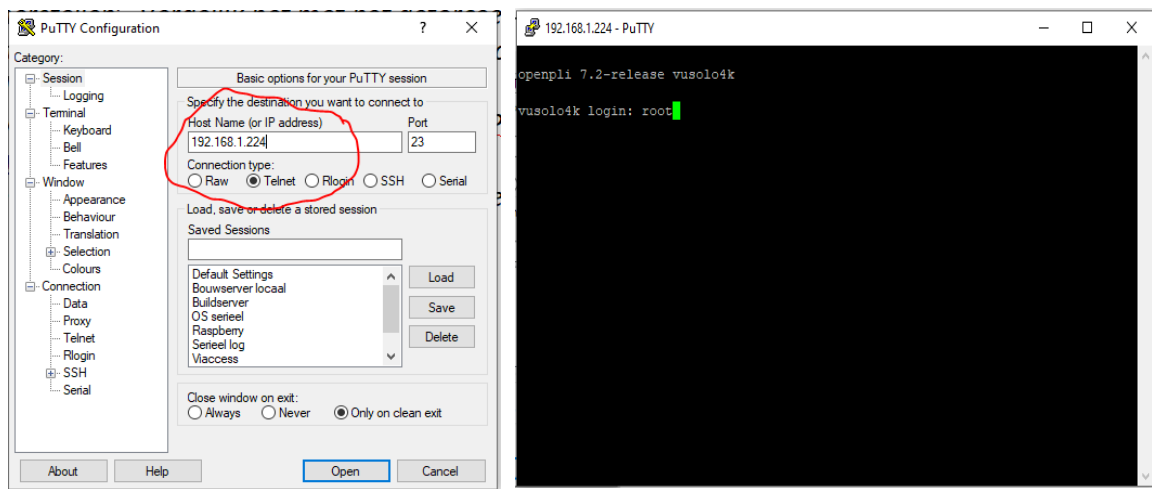 PuTTY Configuration
? ×
Category:
Session
Logging
Terminal
Keyboard
Bell
Features
Window
Appearance
Behaviour
Translation
Selection
Colours
Connection
Data
Proxy
Telnet
Rlogin
SSH
Serial
Basic options for your PuTTY session
Specify the destination you want to connect to
Host Name (or IP address) Port
192.168.1.224 23
Connection type:
Raw Telnet Rlogin SSH Serial
Load, save or delete a stored session
Saved Sessions
Default Settings
Bouwserver locaal
Buildserver
OS serieel
Raspberry
Serieel log
Viaccess
Load
Save
Delete
Close window on exit:
Always Never Only on clean exit
About Help Open Cancel
192.168.1.224 - PuTTY
openpli 7.2-release vusolo4k
vusolo4k login: root